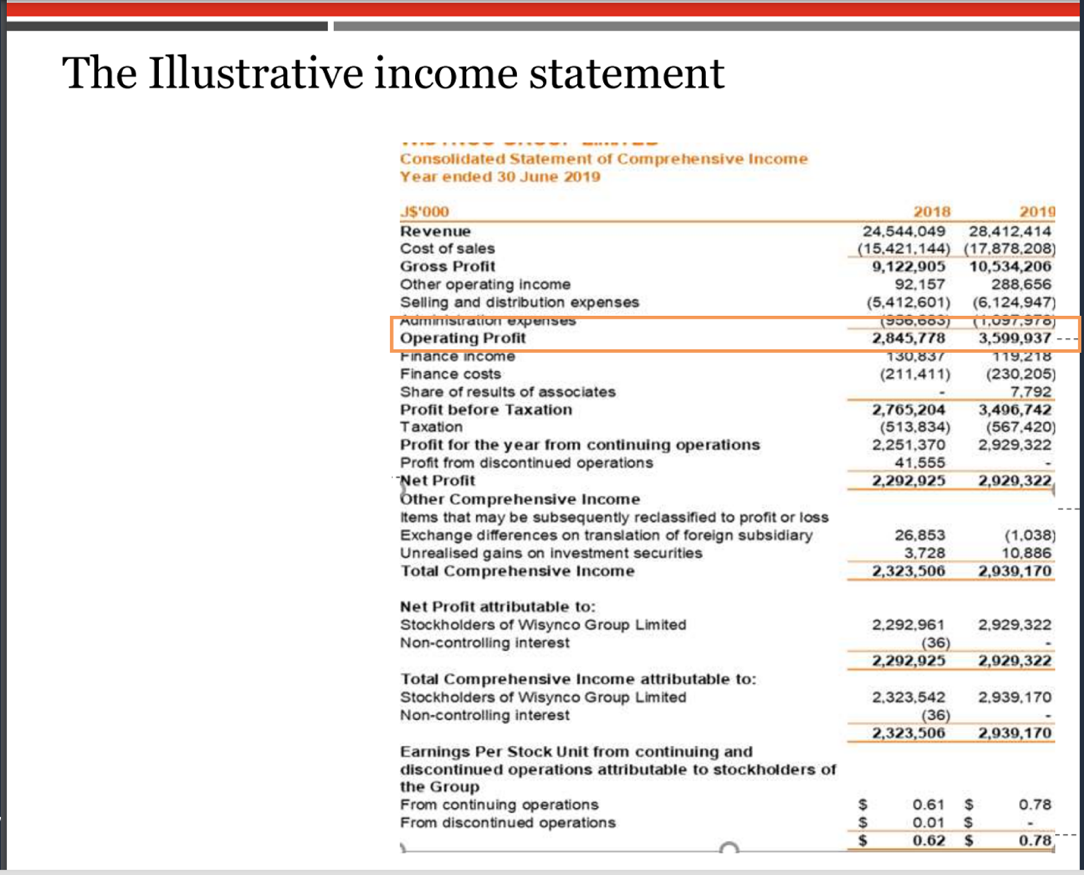 The Illustrative income statement
WISYNCO GROUP LIMITED
Consolidated Statement of Comprehensive Income
Year ended 30 June 2019
J$'000 2018 2019
Revenue 24,544,049 28,412,414
Cost of sales (15,421,144) (17,878,208)
Gross Profit 9,122,905 10,534,206
Other operating income 92,157 288,656
Selling and distribution expenses (5,412,601) (6,124,947)
Administration expenses (956,683) (1,097,978)
Operating Profit 2,845,778 3,599,937
Finance income 130,837 119,218
Finance costs (211,411) (230,205)
Share of results of associates - 7,792
Profit before Taxation 2,765,204 3,496,742
Taxation (513,834) (567,420)
Profit for the year from continuing operations 2,251,370 2,929,322
Profit from discontinued operations 41,555 -
Net Profit 2,292,925 2,929,322
Other Comprehensive Income
Items that may be subsequently reclassified to profit or loss
Exchange differences on translation of foreign subsidiary 26,853 (1,038)
Unrealised gains on investment securities 3,728 10,886
Total Comprehensive Income 2,323,506 2,939,170
Net Profit attributable to:
Stockholders of Wisynco Group Limited 2,292,961 2,929,322
Non-controlling interest (36) -
2,292,925 2,929,322
Total Comprehensive Income attributable to:
Stockholders of Wisynco Group Limited 2,323,542 2,939,170
Non-controlling interest (36) -
2,323,506 2,939,170
Earnings Per Stock Unit from continuing and
discontinued operations attributable to stockholders of
the Group
From continuing operations $ 0.61 $ 0.78
From discontinued operations $ 0.01 $ -
$ 0.62 $ 0.78